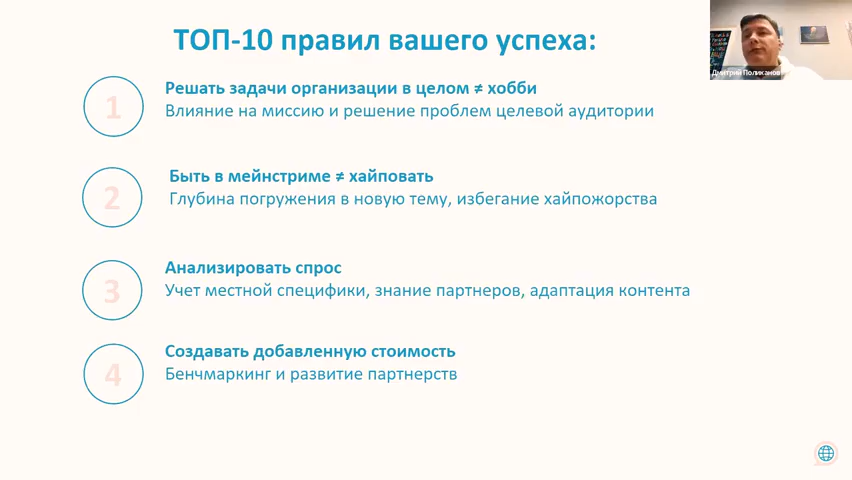 ТОП-10 правил вашего успеха:
Дмитрий Поликанов
1
Решать задачи организации в целом ≠ хобби
Влияние на миссию и решение проблем целевой аудитории
2
Быть в мейнстриме ≠ хайповать
Глубина погружения в новую тему, избегание хайпожорства
3
Анализировать спрос
Учет местной специфики, знание партнеров, адаптация контента
4
Создавать добавленную стоимость
Бенчмаркинг и развитие партнерств